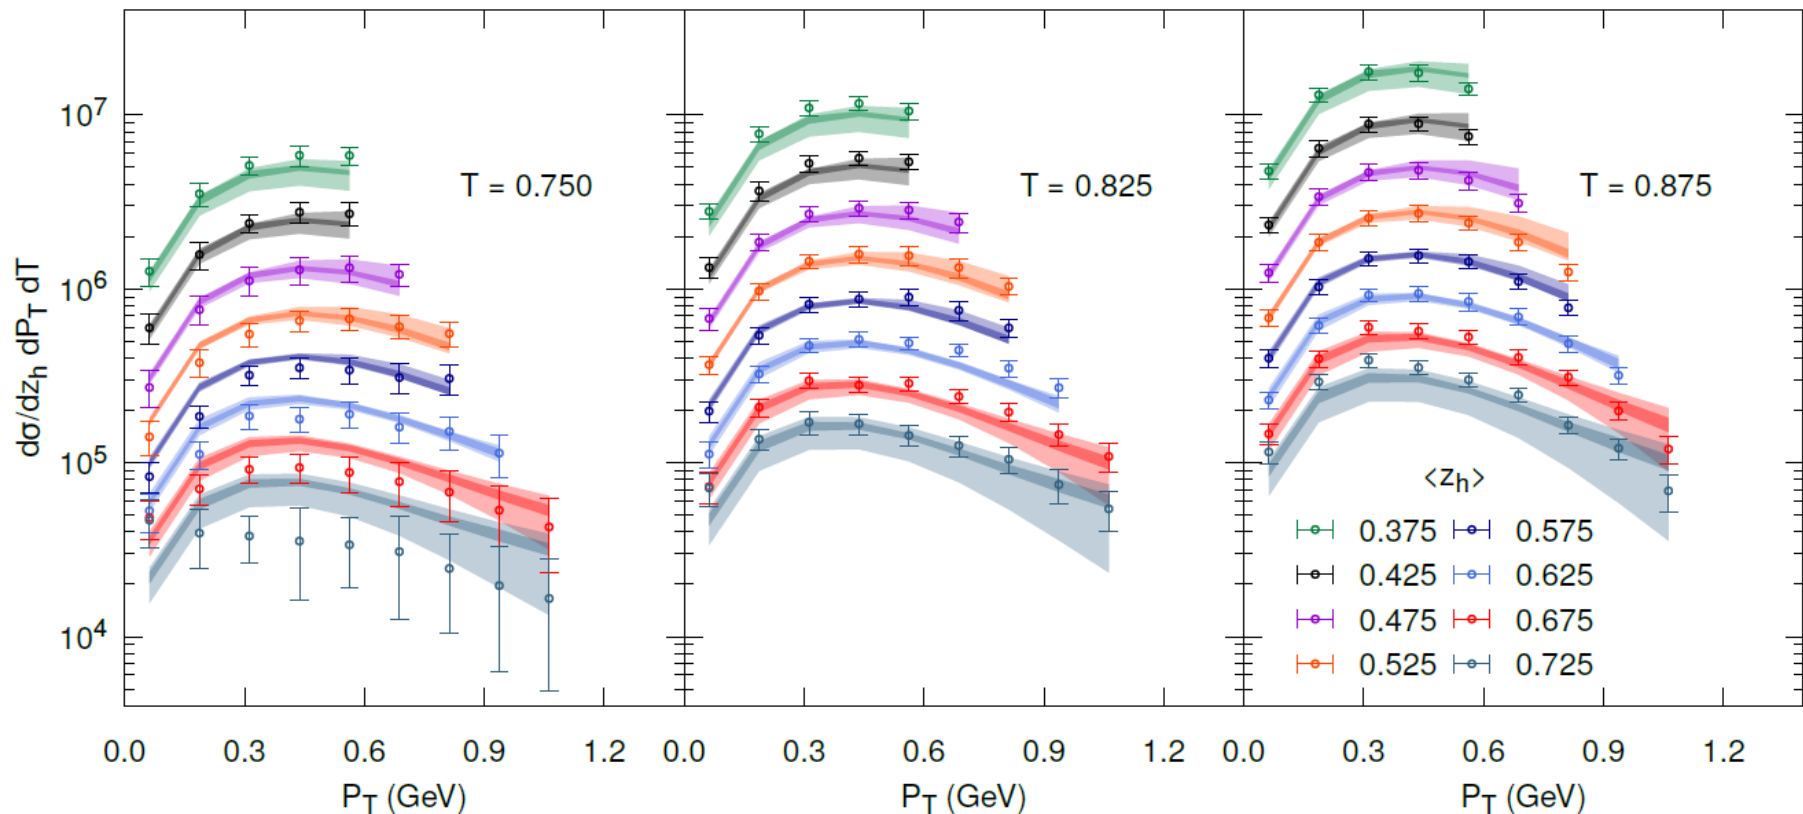 dσ/dz_h dP_T dT
10^7
10^6
10^5
10^4
T = 0.750
T = 0.825
T = 0.875
<z_h>
0.375 0.575
0.425 0.625
0.475 0.675
0.525 0.725
0.0 0.3 0.6 0.9 1.2 0.0 0.3 0.6 0.9 1.2 0.0 0.3 0.6 0.9 1.2
P_T (GeV) P_T (GeV) P_T (GeV)